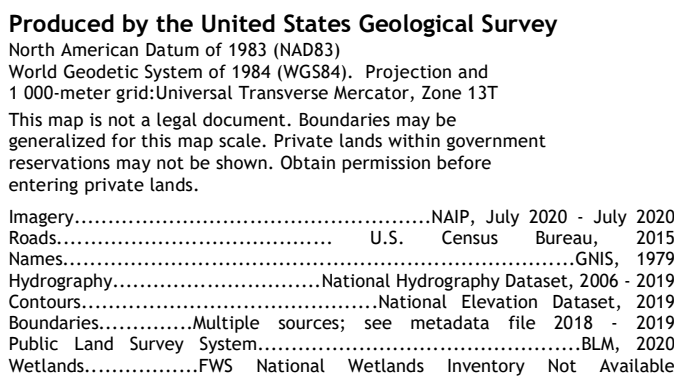 Produced by the United States Geological Survey
North American Datum of 1983 (NAD83)
World Geodetic System of 1984 (WGS84). Projection and
1 000-meter grid:Universal Transverse Mercator, Zone 13T
This map is not a legal document. Boundaries may be
generalized for this map scale. Private lands within government
reservations may not be shown. Obtain permission before
entering private lands.
Imagery.....................................................NAIP, July 2020 - July 2020
Roads......................................... U.S. Census Bureau, 2015
Names............................................................................GNIS, 1979
Hydrography...............................National Hydrography Dataset, 2006 - 2019
Contours............................................National Elevation Dataset, 2019
Boundaries..............Multiple sources; see metadata file 2018 - 2019
Public Land Survey System................................................BLM, 2020
Wetlands.................FWS National Wetlands Inventory Not Available